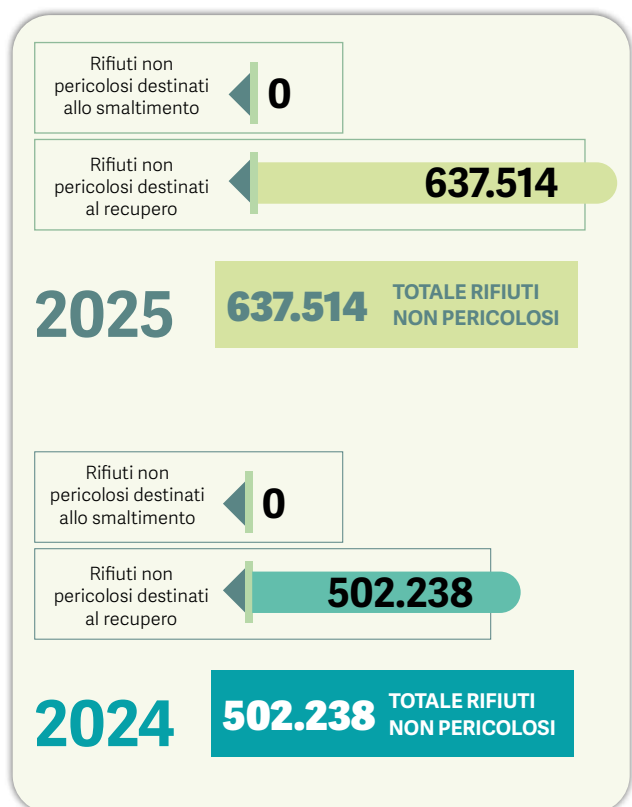 Rifiuti non
pericolosi destinati
allo smaltimento
0
Rifiuti non
pericolosi destinati
al recupero
637.514
2025
637.514
TOTALE RIFIUTI
NON PERICOLOSI
Rifiuti non
pericolosi destinati
allo smaltimento
0
Rifiuti non
pericolosi destinati
al recupero
502.238
2024
502.238
TOTALE RIFIUTI
NON PERICOLOSI